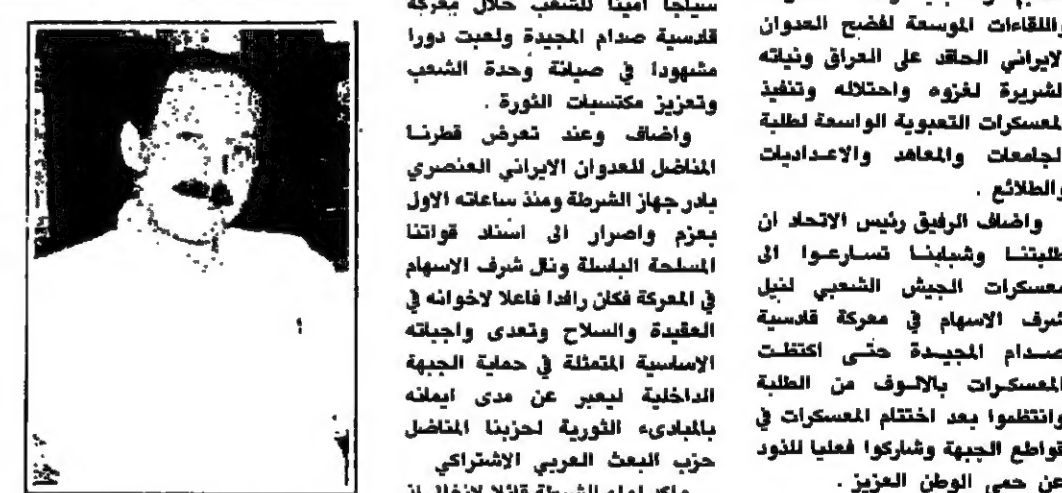 واللقاءات الموسعة لفضح العدوان
الايراني الحاقد على العراق ونياته
الشريرة لغزوه واحتلاله وتنفيذ
المعسكرات التعبوية الواسعة لطلبة
الجامعات والمعاهد والاعداديات
والطلائع .
واضاف الرفيق رئيس الاتحاد ان
طلبتنا وشبابنا تسارعوا الى
معسكرات الجيش الشعبي لنيل
شرف الاسهام في معركة قادسية
صدام المجيدة حتى اكتظت
المعسكرات بالالوف من الطلبة
وانتظموا بعد اختتام المعسكرات في
قواطع الجبهة وشاركوا فعليا للذود
عن حمى الوطن العزيز .
سياجا امينا للشعب خلال معركة
قادسية صدام المجيدة ولعبت دورا
مشهودا في صيانة وحدة الشعب
وتعزيز مكتسبات الثورة .
واضاف وعند تعرض قطرنا
المناضل للعدوان الايراني العنصري
بادر جهاز الشرطة ومنذ ساعاته الاول
بعزم واصرار الى اسناد قواتنا
المسلحة الباسلة ونال شرف الاسهام
في المعركة فكان رافدا فاعلا لاخوانه في
العقيدة والسلاح وتعدى واجباته
الاساسية المتمثلة في حماية الجبهة
الداخلية ليعبر عن مدى ايمانه
بالمبادىء الثورية لحزبنا المناضل
حزب البعث العربي الاشتراكي